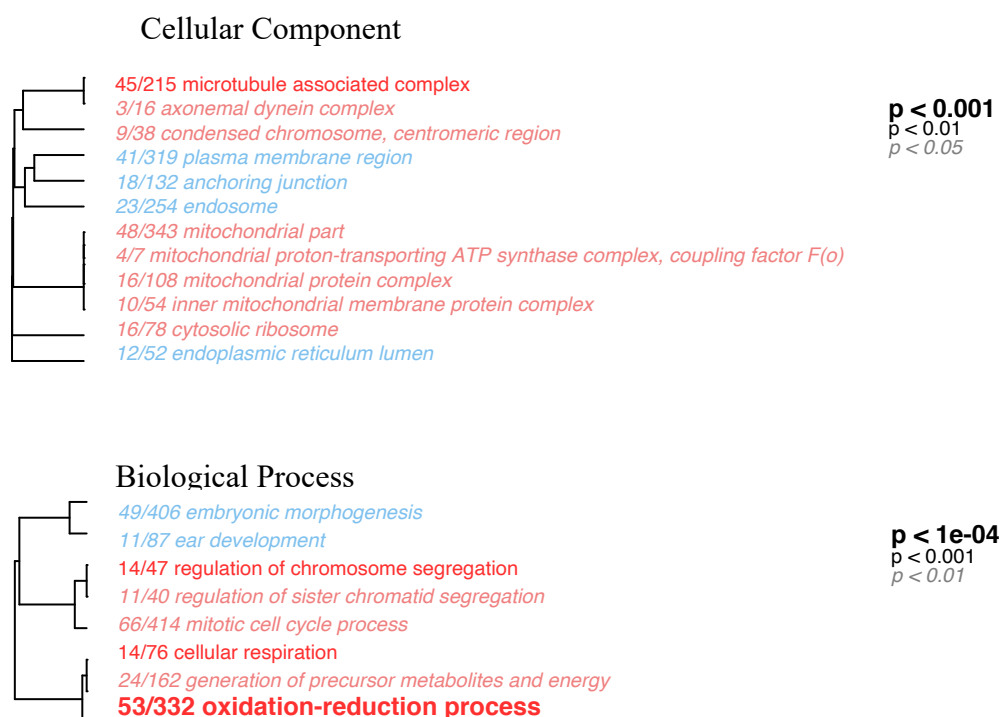 Cellular Component
45/215 microtubule associated complex
3/16 axonemal dynein complex
9/38 condensed chromosome, centromeric region
41/319 plasma membrane region
18/132 anchoring junction
23/254 endosome
48/343 mitochondrial part
4/7 mitochondrial proton-transporting ATP synthase complex, coupling factor F(o)
16/108 mitochondrial protein complex
10/54 inner mitochondrial membrane protein complex
16/78 cytosolic ribosome
12/52 endoplasmic reticulum lumen
p < 0.001
p < 0.01
p < 0.05
Biological Process
49/406 embryonic morphogenesis
11/87 ear development
14/47 regulation of chromosome segregation
11/40 regulation of sister chromatid segregation
66/414 mitotic cell cycle process
14/76 cellular respiration
24/162 generation of precursor metabolites and energy
53/332 oxidation-reduction process
p < 1e-04
p < 0.001
p < 0.01